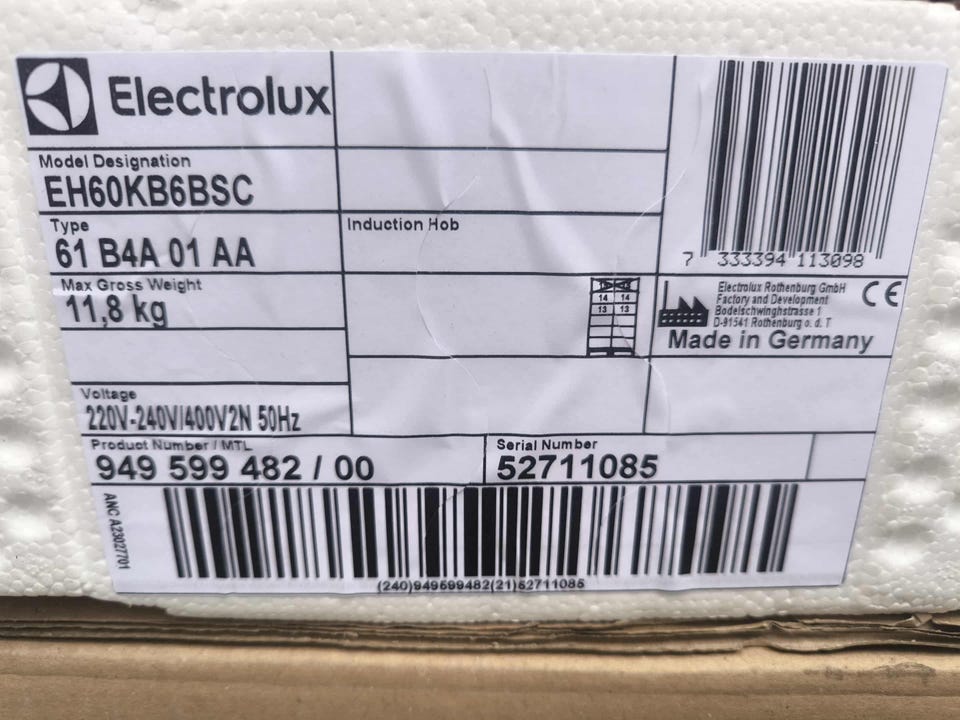 Electrolux
Model Designation
EH60KB6BSC
Type
61 B4A 01 AA
Induction Hob
Max Gross Weight
11,8 kg
14 14
13 13
7 333394 113098
Electrolux Rothenburg GmbH
Factory and Development
Bodelschwinghstrasse 1
D-91541 Rothenburg o. d. T
CE
Made in Germany
Voltage
220V-240V/400V2N 50Hz
Product Number / MTL
949 599 482 / 00
Serial Number
52711085
ANC A23027701
(240)949599482(21)52711085